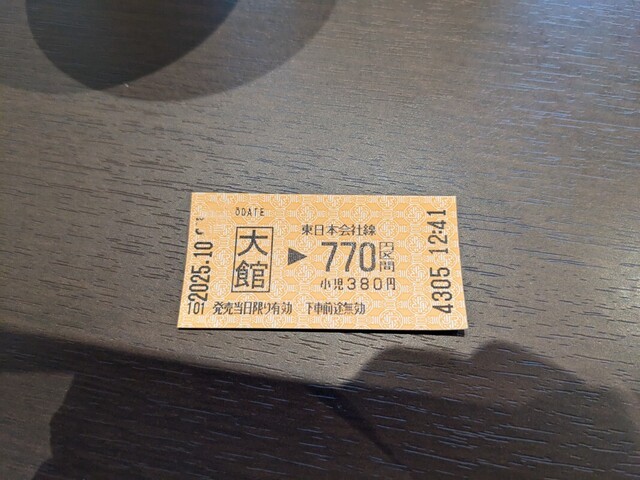 ŌDATE
大館
▶
東日本会社線
770円区間
小児380円
発売当日限り有効 下車前途無効
2025.10
101
4305 12:41